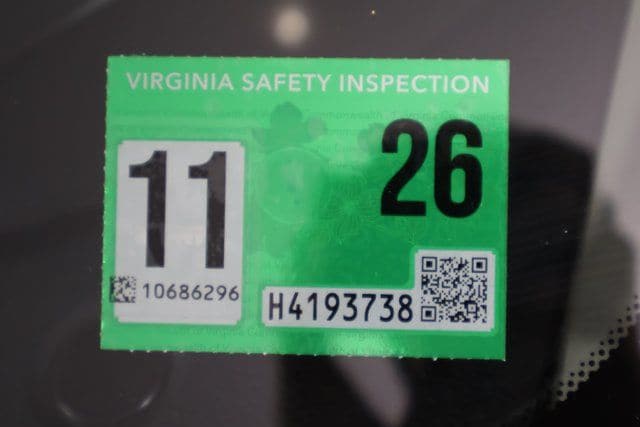 VIRGINIA SAFETY INSPECTION
11
26
10686296
H4193738